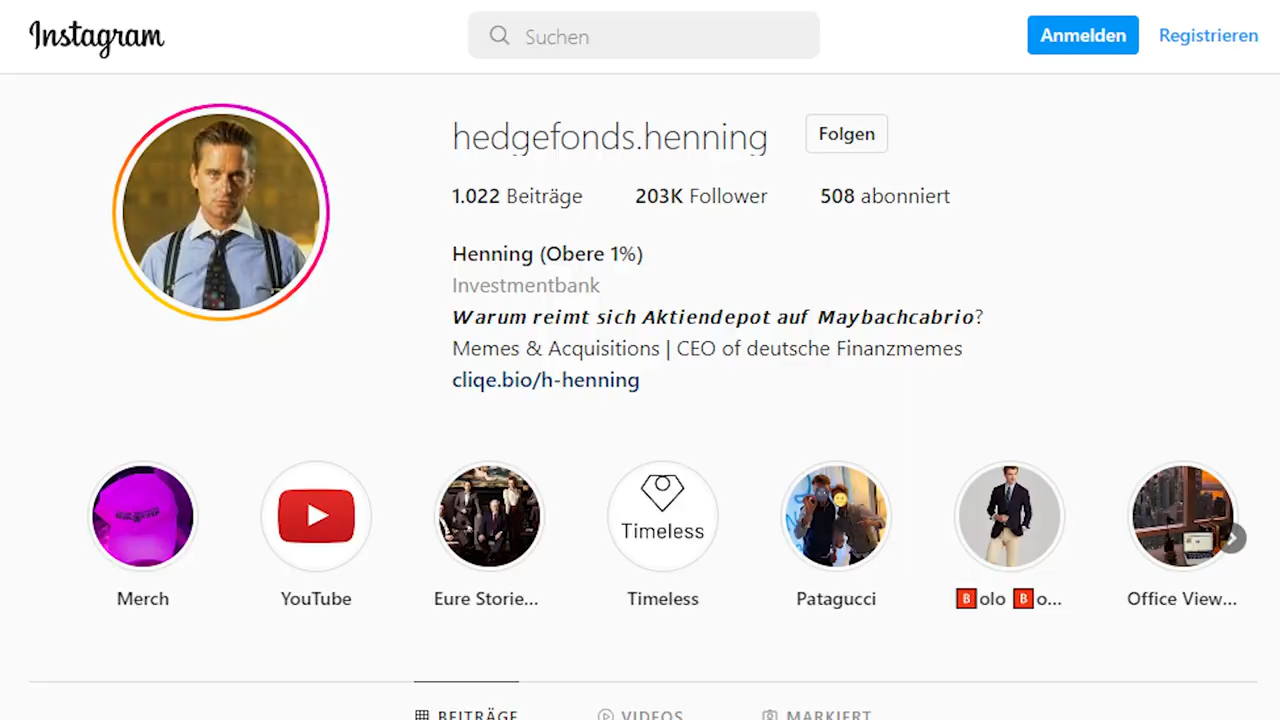 Instagram
Suchen
Anmelden
Registrieren
hedgefonds.henning
Folgen
1.022 Beiträge
203K Follower
508 abonniert
Henning (Obere 1%)
Investmentbank
Warum reimt sich Aktiendepot auf Maybachcabrio?
Memes & Acquisitions | CEO of deutsche Finanzmemes
cliqe.bio/h-henning
Timeless
Merch
YouTube
Eure Storie...
Timeless
Patagucci
🅱olo 🅱o...
Office View...
BEITRÄGE
VIDEOS
MARKIERT